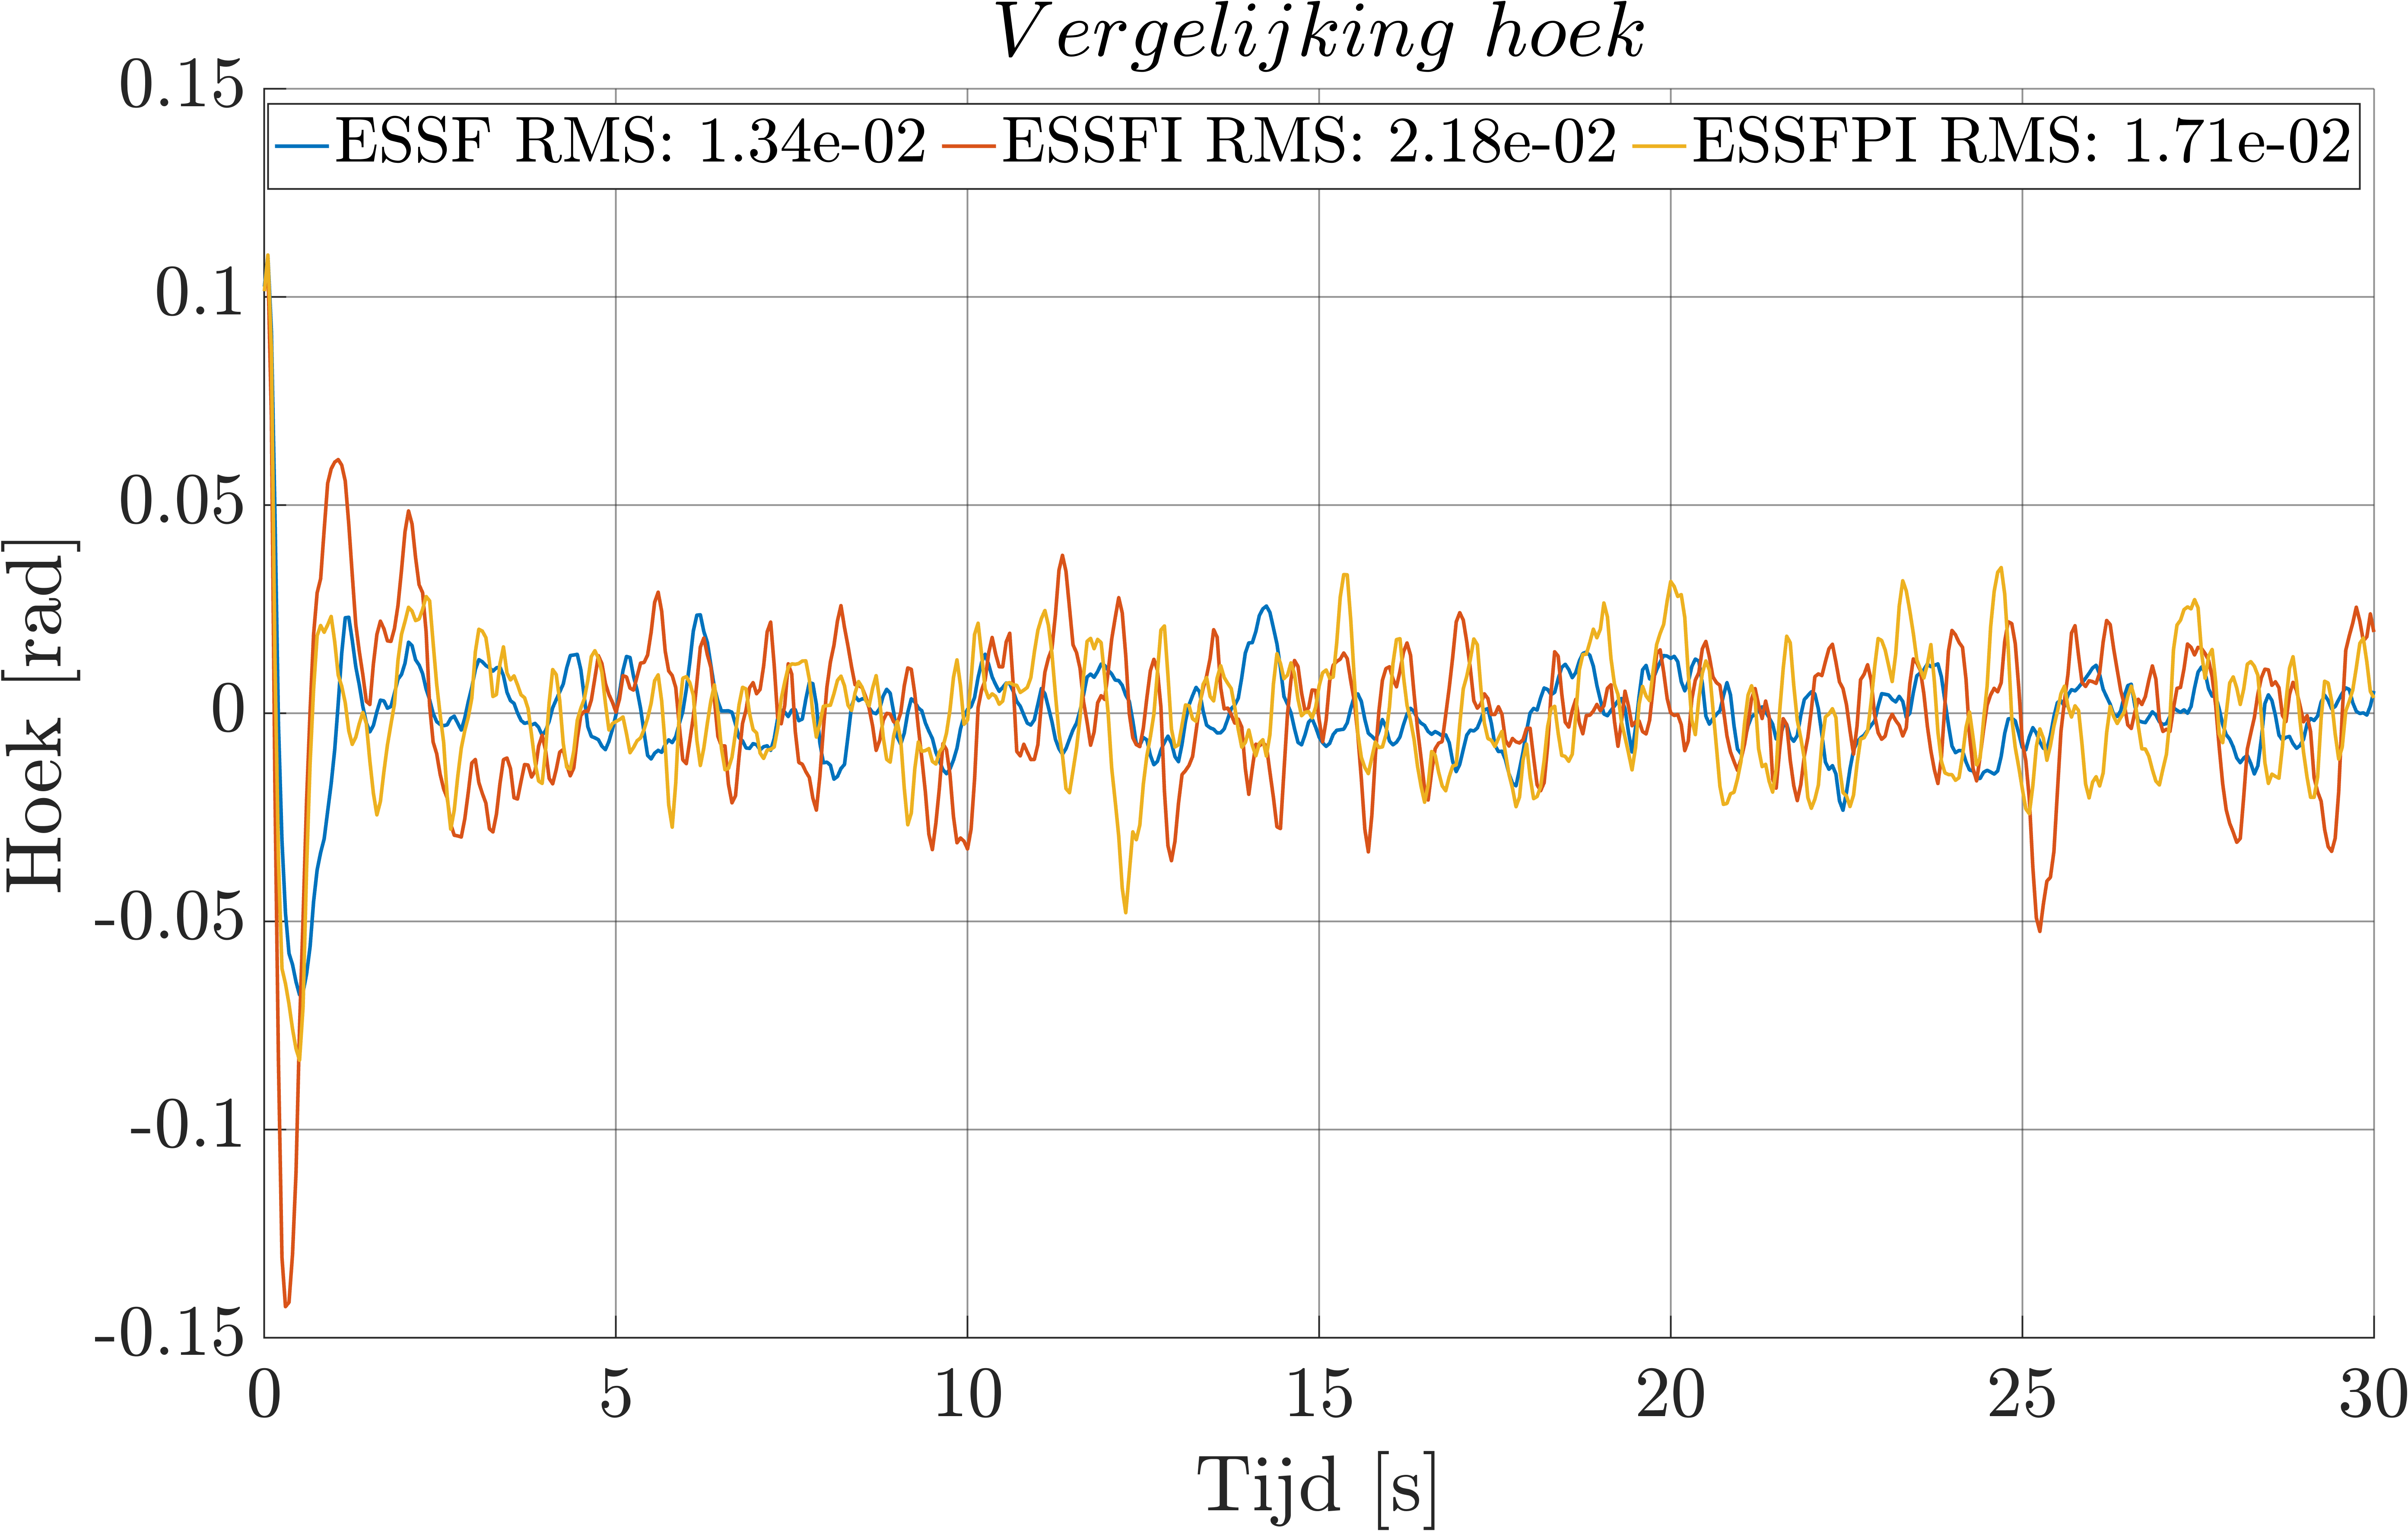 Vergelijking hoek
ESSF RMS: 1.34e-02 ESSFI RMS: 2.18e-02 ESSFPI RMS: 1.71e-02
0.15
0.1
0.05
0
-0.05
-0.1
-0.15
Hoek [rad]
0 5 10 15 20 25 30
Tijd [s]